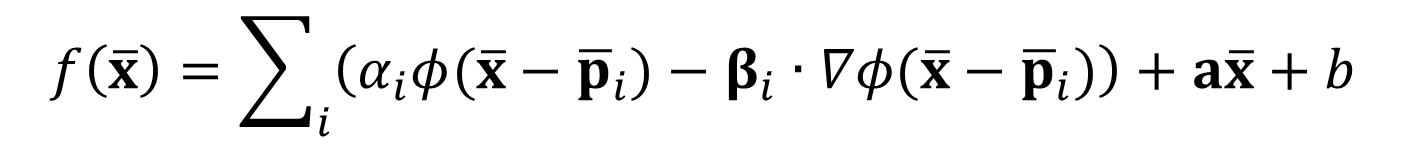 f(x̄) = ∑ᵢ(αᵢϕ(x̄ − p̄ᵢ) − βᵢ · ∇ϕ(x̄ − p̄ᵢ)) + ax̄ + b